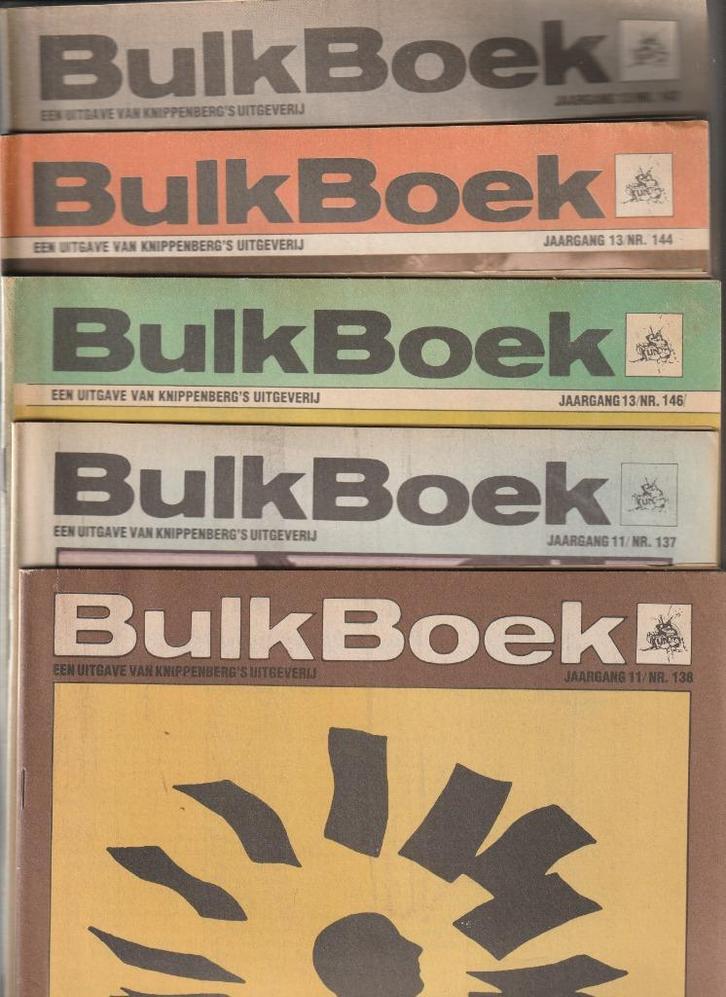 BulkBoek
EEN UITGAVE VAN KNIPPENBERG'S UITGEVERIJ
BulkBoek
EEN UITGAVE VAN KNIPPENBERG'S UITGEVERIJ JAARGANG 13/NR. 144
BulkBoek
EEN UITGAVE VAN KNIPPENBERG'S UITGEVERIJ JAARGANG 13/NR. 146/
BulkBoek
EEN UITGAVE VAN KNIPPENBERG'S UITGEVERIJ JAARGANG 11/NR. 137
BulkBoek
EEN UITGAVE VAN KNIPPENBERG'S UITGEVERIJ JAARGANG 11/NR. 138